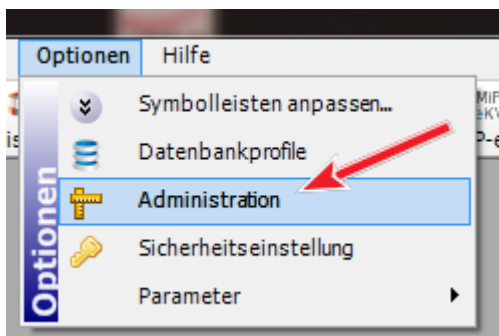 Optionen Hilfe
Symbolleisten anpassen...
Datenbankprofile
Administration
Sicherheitseinstellung
Parameter
Optionen